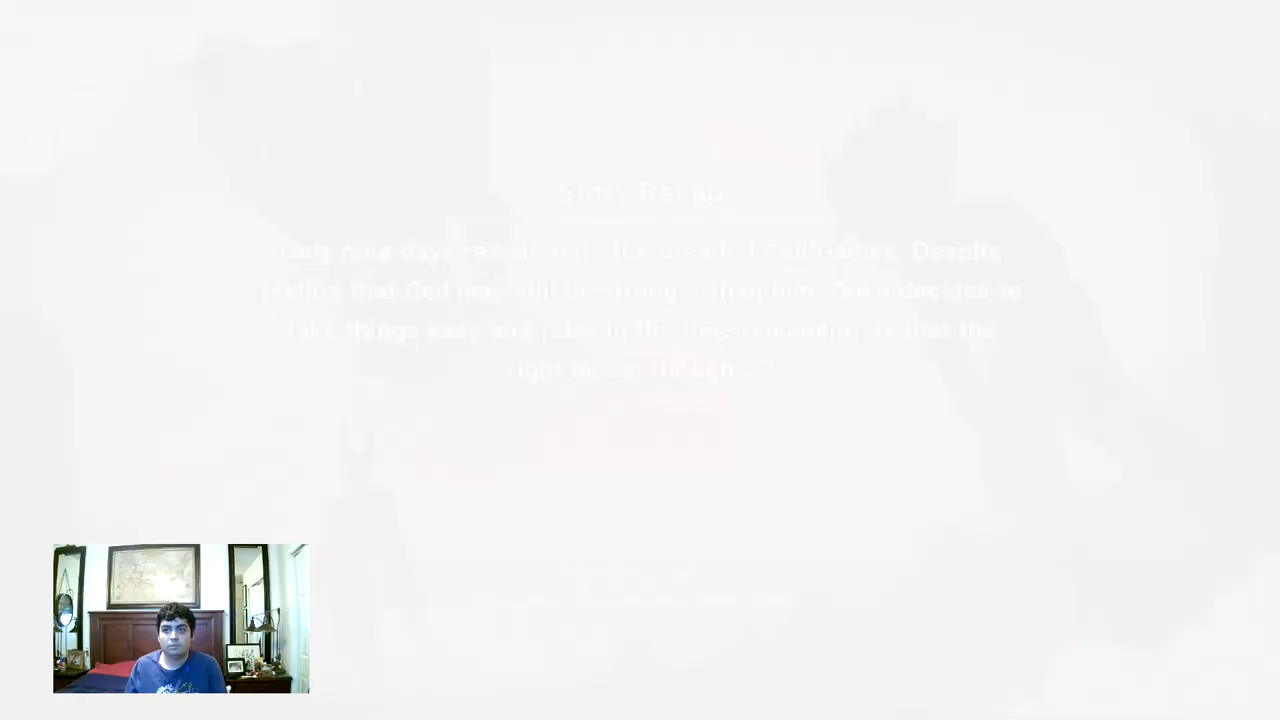 Story Recap
Only nine days remain until the dreaded Cell Games. Despite
feeling that Cell may still be stronger than him, Goku decides to
take things easy and relax in the time remaining. Is that the
right move, though...?